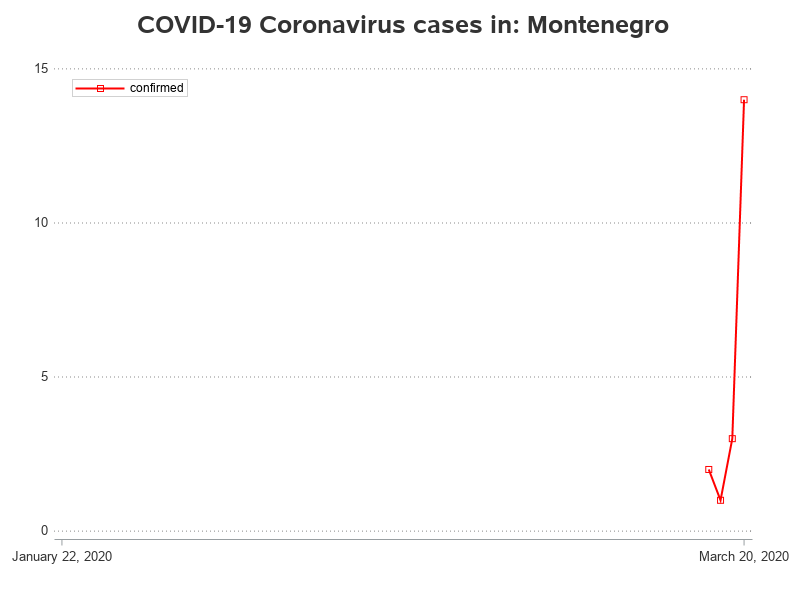 COVID-19 Coronavirus cases in: Montenegro
15
confirmed
10
5
0
January 22, 2020
March 20, 2020